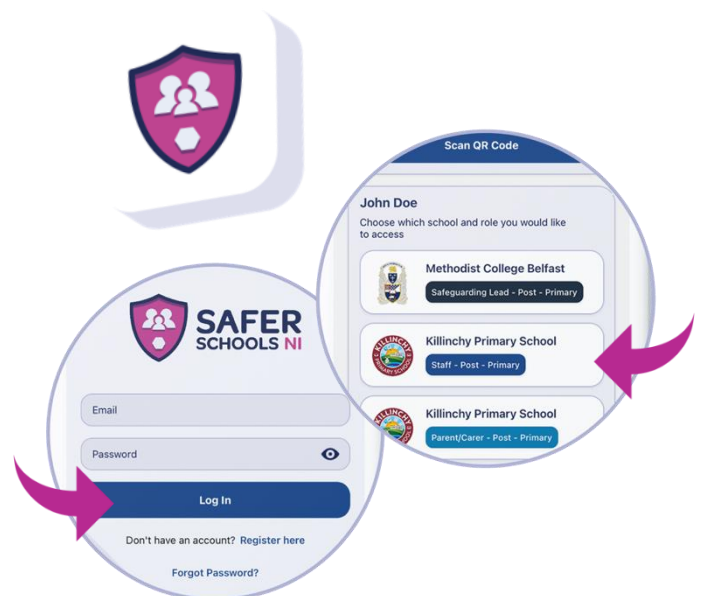 Scan QR Code
John Doe
Choose which school and role you would like
to access
Methodist College Belfast
Safeguarding Lead - Post - Primary
Killinchy Primary School
Staff - Post - Primary
Killinchy Primary School
Parent/Carer - Post - Primary
SAFER
SCHOOLS NI
Email
Password
Log In
Don't have an account? Register here
Forgot Password?